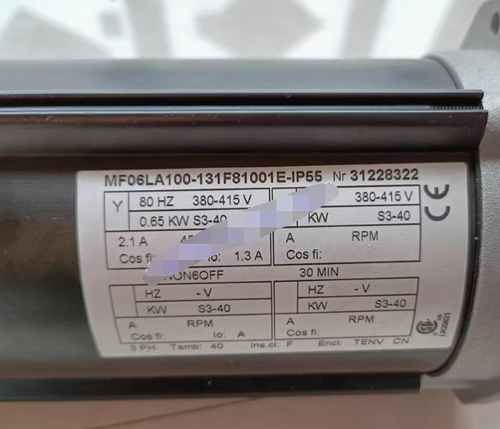 MF06LA100-131F81001E-IP55 Nr 31228322
Y 80 HZ 380-415 V 380-415 V
0.65 KW S3-40 KW S3-40
2.1 A A RPM
Cos fi: Io: 1.3 A Cos fi:
ON6OFF 30 MIN
HZ - V HZ - V
KW S3-40 KW S3-40
A RPM A RPM
Cos fi: Io: A Cos fi:
3 PH Tamb: 40 Ins.cl: F Encl: TENV CN
CE